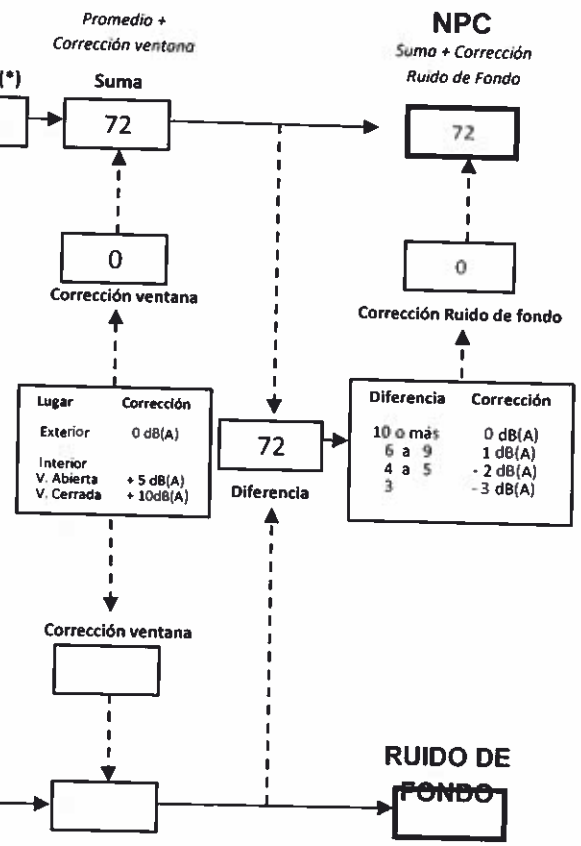 Promedio +
Corrección ventana
(*)
Suma
72
NPC
Suma + Corrección
Ruido de Fondo
72
0
Corrección ventana
0
Corrección Ruido de fondo
Lugar Corrección
Exterior 0 dB(A)
Interior
V. Abierta + 5 dB(A)
V. Cerrada + 10dB(A)
72
Diferencia
Diferencia Corrección
10 o más 0 dB(A)
6 a 9 1 dB(A)
4 a 5 - 2 dB(A)
3 - 3 dB(A)
Corrección ventana
RUIDO DE
FONDO